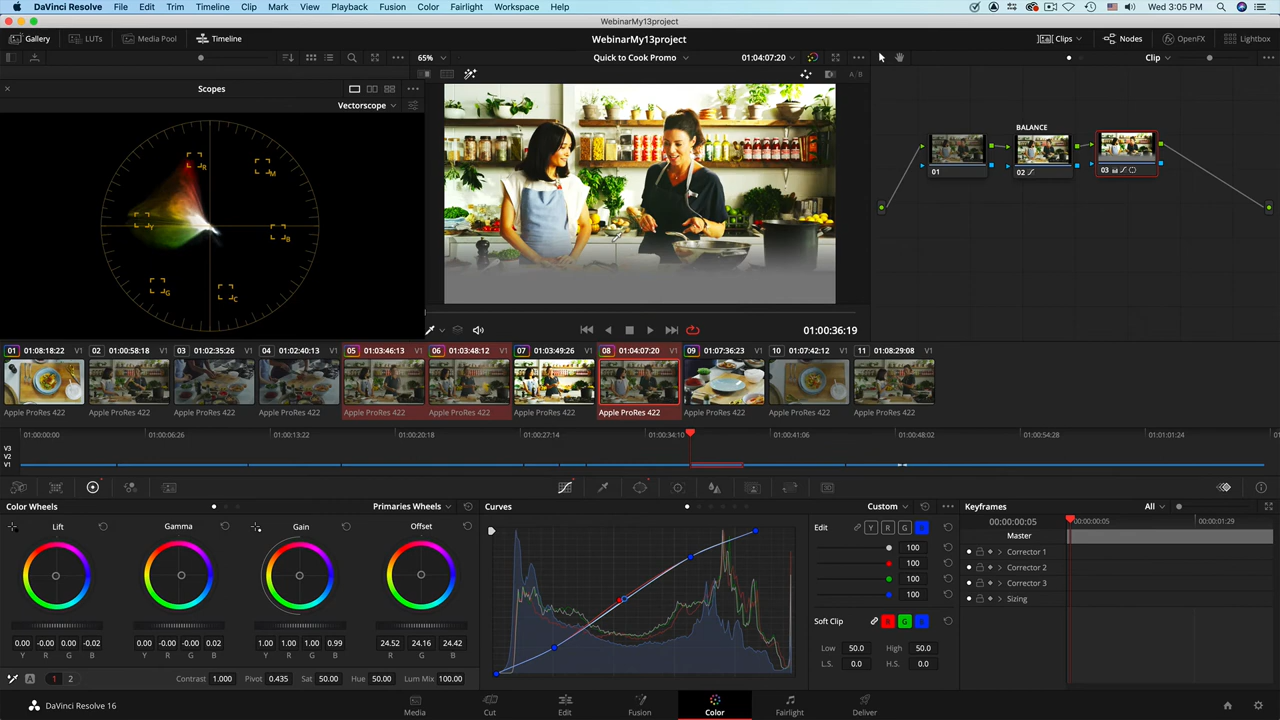 DaVinci Resolve File Edit Trim Timeline Clip Mark View Playback Fusion Color Fairlight Workspace Help Wed 3:05 PM
WebinarMy13project
Gallery LUTs Media Pool Timeline WebinarMy13project Clips Nodes OpenFX Lightbox
65% Quick to Cook Promo 01:04:07:20 Clip
Scopes A/B
Vectorscope
BALANCE
R M
01 02 03
Y B
G C
01:00:36:19
01 01:08:18:22 V1 02 01:00:58:18 V1 03 01:02:35:26 V1 04 01:02:40:13 V1 05 01:03:46:13 V1 06 01:03:48:12 V1 07 01:03:49:26 V1 08 01:04:07:20 V1 09 01:07:36:23 V1 10 01:07:42:12 V1 11 01:08:29:08 V1
Apple ProRes 422 Apple ProRes 422 Apple ProRes 422 Apple ProRes 422 Apple ProRes 422 Apple ProRes 422 Apple ProRes 422 Apple ProRes 422 Apple ProRes 422 Apple ProRes 422 Apple ProRes 422
01:00:00:00 01:00:06:26 01:00:13:22 01:00:20:18 01:00:27:14 01:00:34:10 01:00:41:06 01:00:48:02 01:00:54:28 01:01:01:24
V3
V2
V1
Color Wheels Primaries Wheels Curves Custom Keyframes All
Lift Gamma Gain Offset Edit Y R G 00:00:00:05 00:00:00:05 00:00:01:29
Master
100 Corrector 1
100 Corrector 2
100 Corrector 3
100 Sizing
Soft Clip R G
0.00 -0.00 -0.00 -0.02 0.00 -0.00 -0.00 0.02 1.00 1.00 1.00 0.99 24.52 24.16 24.42 Low 50.0 High 50.0
Y R G B Y R G B Y R G B R G B L.S. 0.0 H.S. 0.0
A 1 2 Contrast 1.000 Pivot 0.435 Sat 50.00 Hue 50.00 Lum Mix 100.00
DaVinci Resolve 16 Media Cut Edit Fusion Color Fairlight Deliver